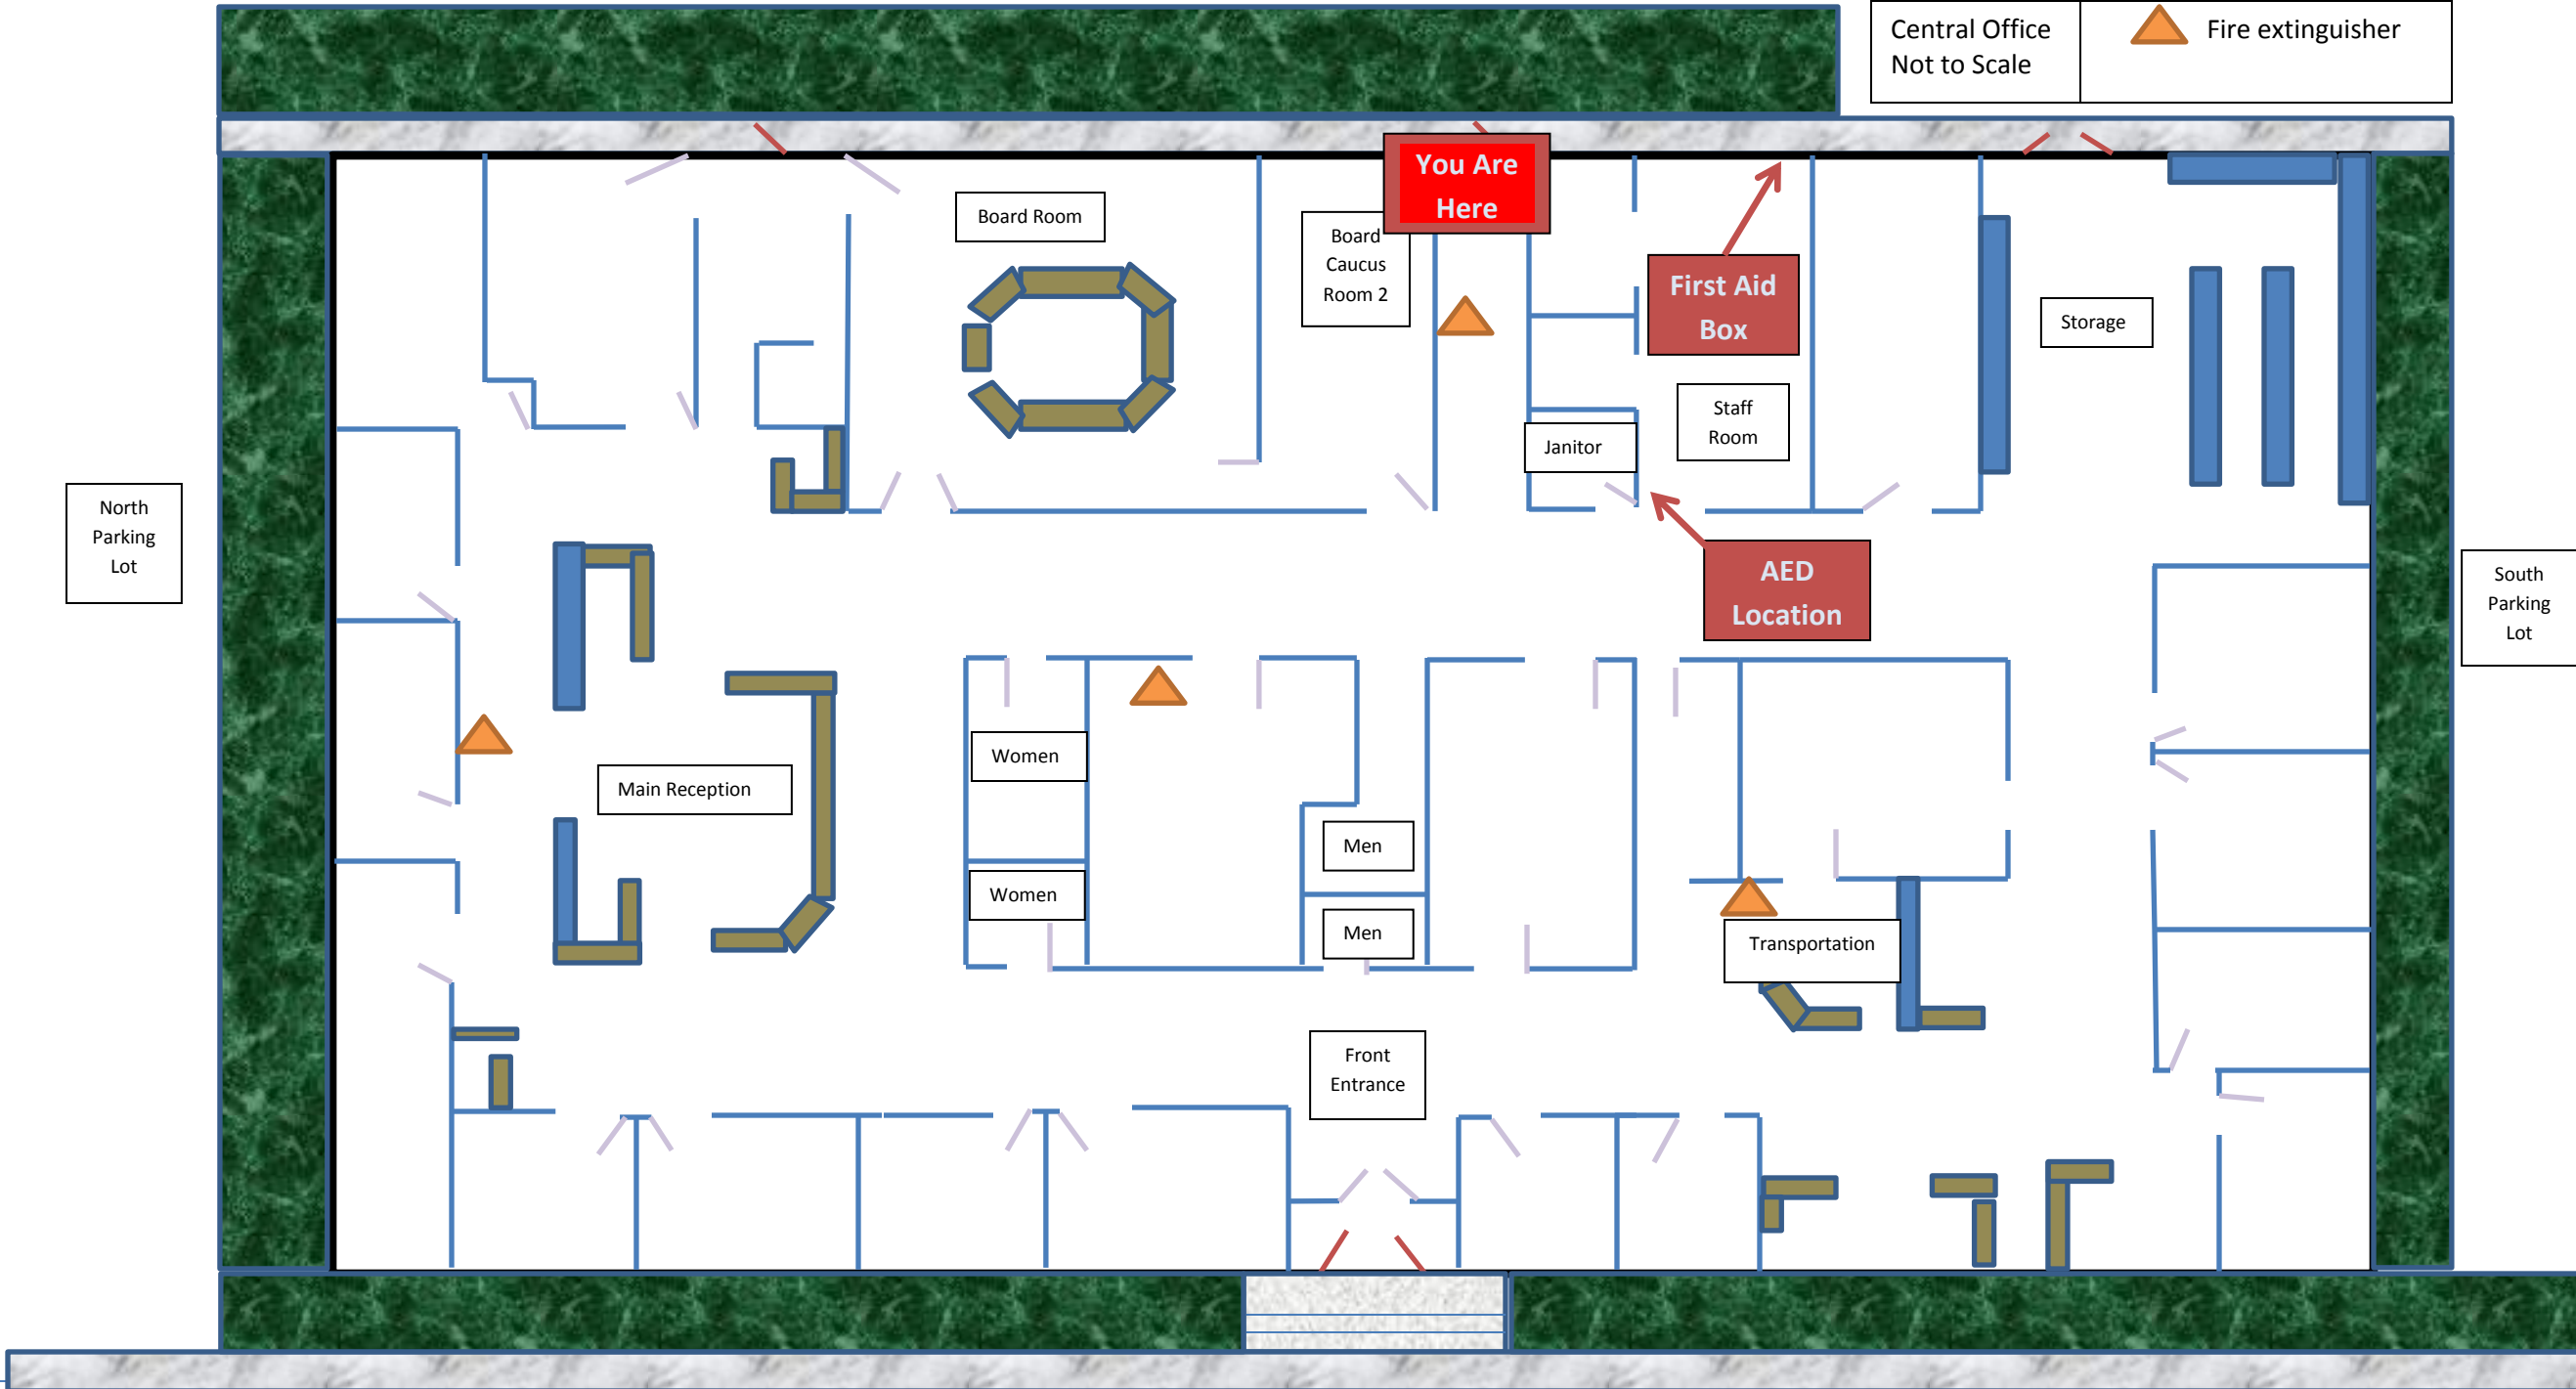 Central Office
Not to Scale
Fire extinguisher
You Are
Here
Board Room
Board
Caucus
Room 2
First Aid
Box
Storage
Staff
Room
Janitor
North
Parking
Lot
AED
Location
South
Parking
Lot
Women
Main Reception
Men
Women
Men
Transportation
Front
Entrance